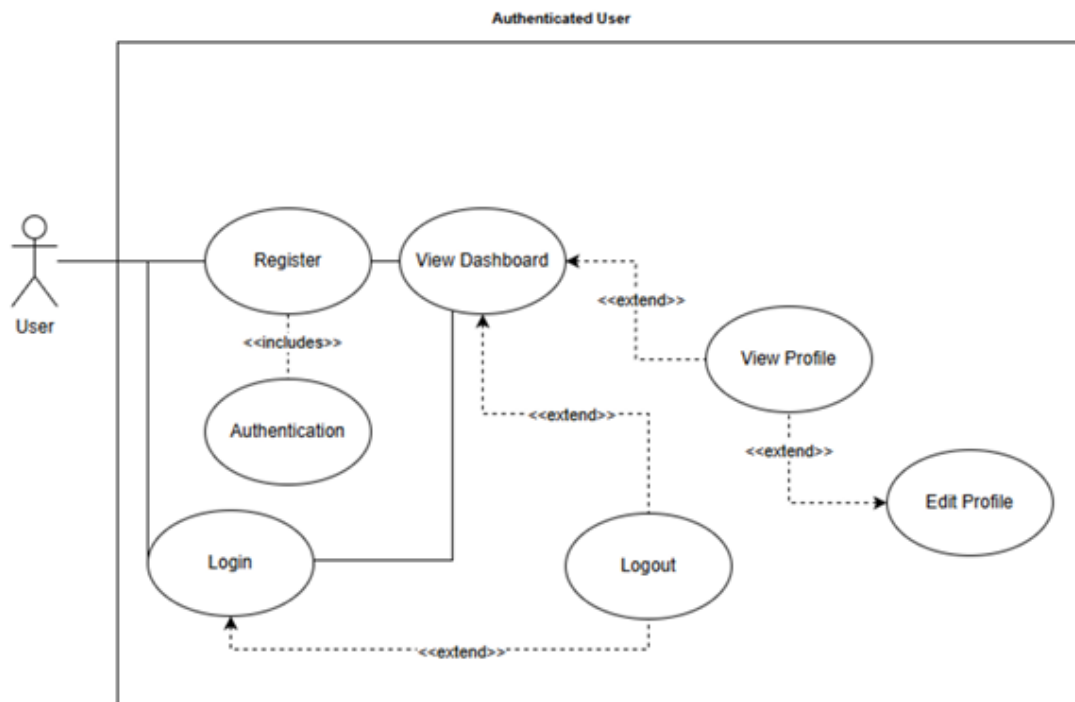 Authenticated User
Register
View Dashboard
<<extend>>
User
<<includes>>
View Profile
<<extend>>
Authentication
<<extend>>
Edit Profile
Login
Logout
<<extend>>